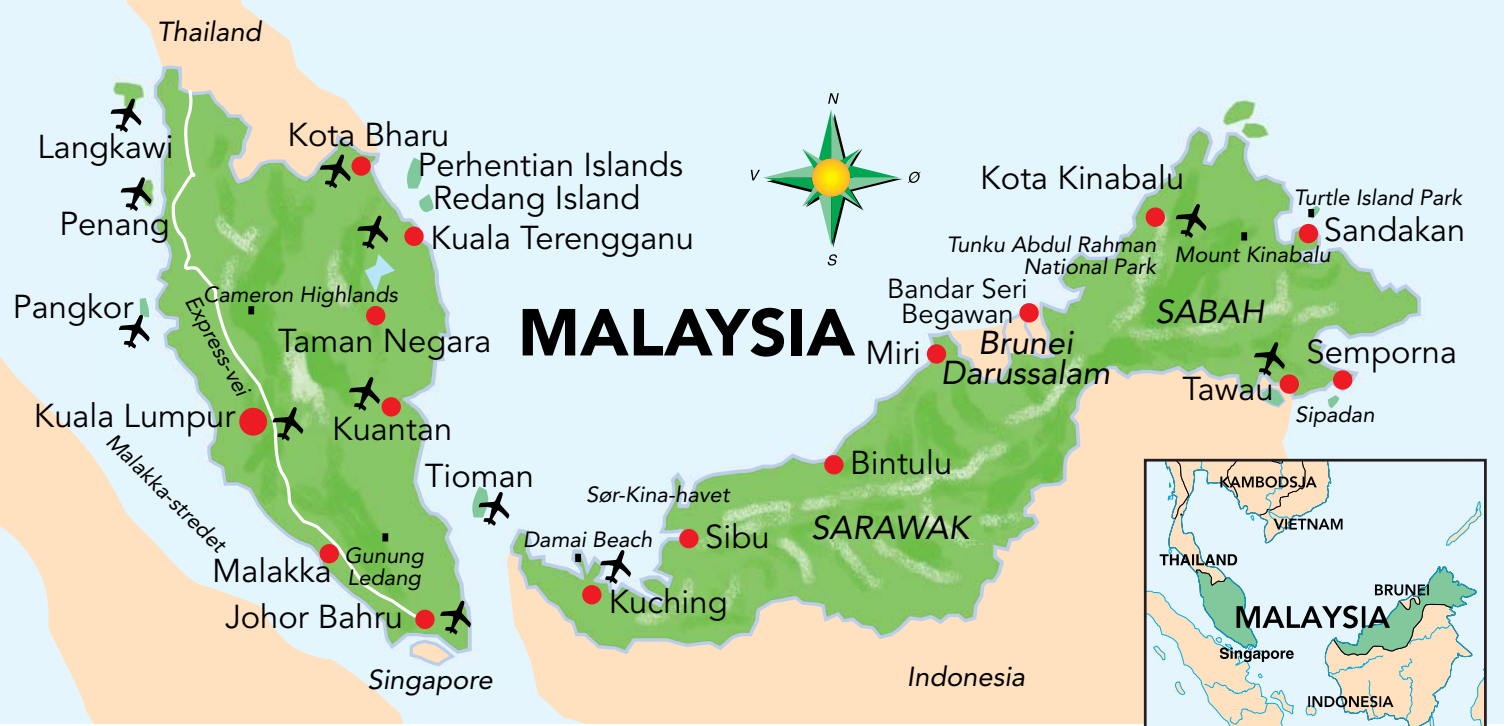 Thailand
Langkawi
Penang
Pangkor
Kota Bharu
Perhentian Islands
Redang Island
Kuala Terengganu
Cameron Highlands
Taman Negara
Express-vei
Kuala Lumpur
Kuantan
Malakka-stredet
Tioman
Malakka
Gunung
Ledang
Johor Bahru
Singapore
MALAYSIA
N
V
Ø
S
Kota Kinabalu
Turtle Island Park
Sandakan
Tunku Abdul Rahman
National Park
Mount Kinabalu
Bandar Seri
Begawan
SABAH
Brunei
Darussalam
Miri
Semporna
Tawau
Sipadan
Bintulu
Sør-Kina-havet
SARAWAK
Sibu
Damai Beach
Kuching
Indonesia
KAMBODSJA
VIETNAM
THAILAND
BRUNEI
MALAYSIA
Singapore
INDONESIA